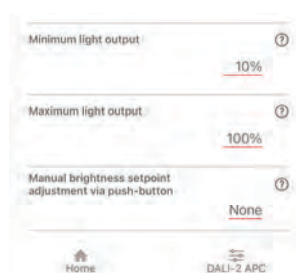 Minimum light output
10%
Maximum light output
100%
Manual brightness setpoint
adjustment via push-button
None
Home
DALI-2 APC